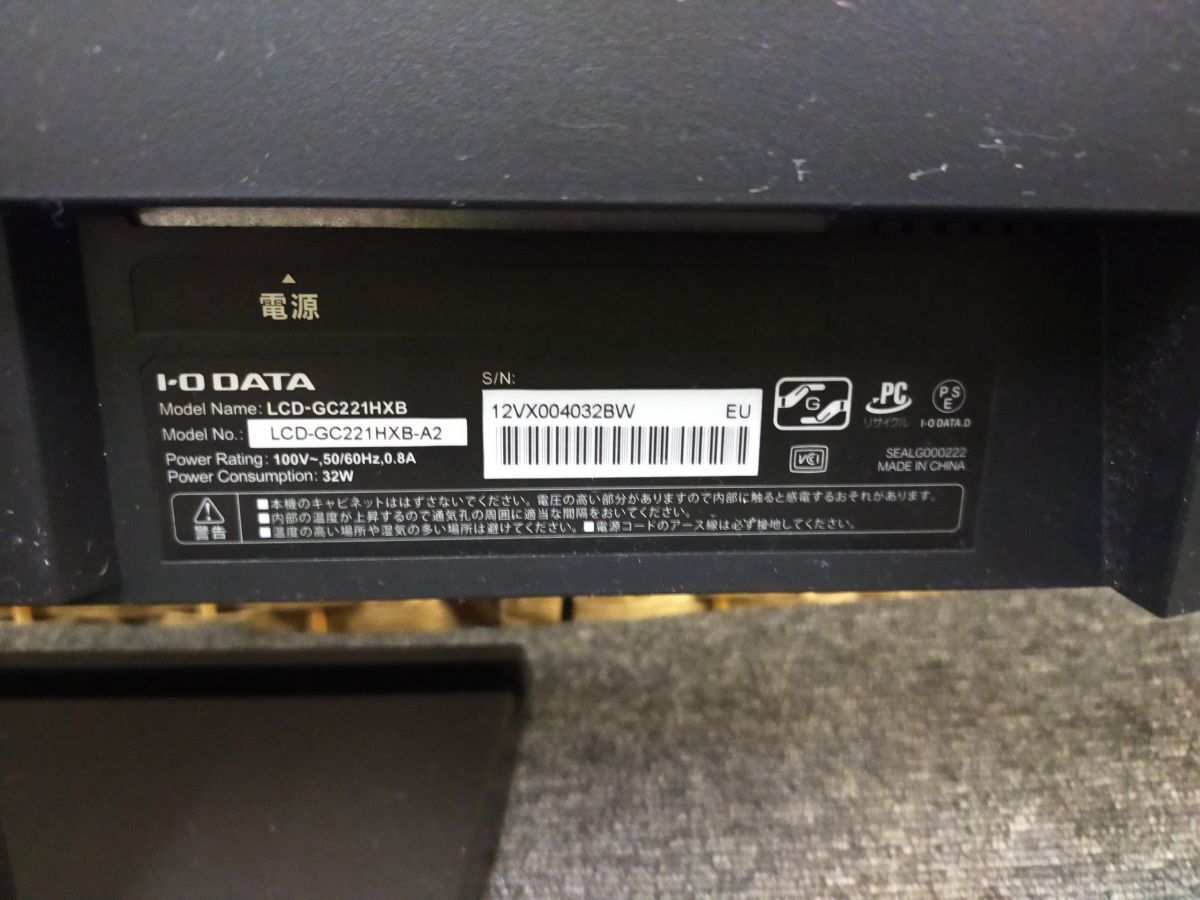 電源
I-O DATA
Model Name: LCD-GC221HXB
Model No.: LCD-GC221HXB-A2
Power Rating: 100V~,50/60Hz,0.8A
Power Consumption: 32W
S/N:
12VX004032BW EU
G
PCリサイクル
PSE
I-O DATA.D
VCI
SEALG000222
MADE IN CHINA
警告
■本機のキャビネットははずさないでください。電圧の高い部分がありますので内部に触ると感電するおそれがあります。
■内部の温度が上昇するので通気孔の周囲に適当な間隔をおいてください。
■温度の高い場所や湿気の多い場所は避けてください。■電源コードのアース線は必ず接地してください。